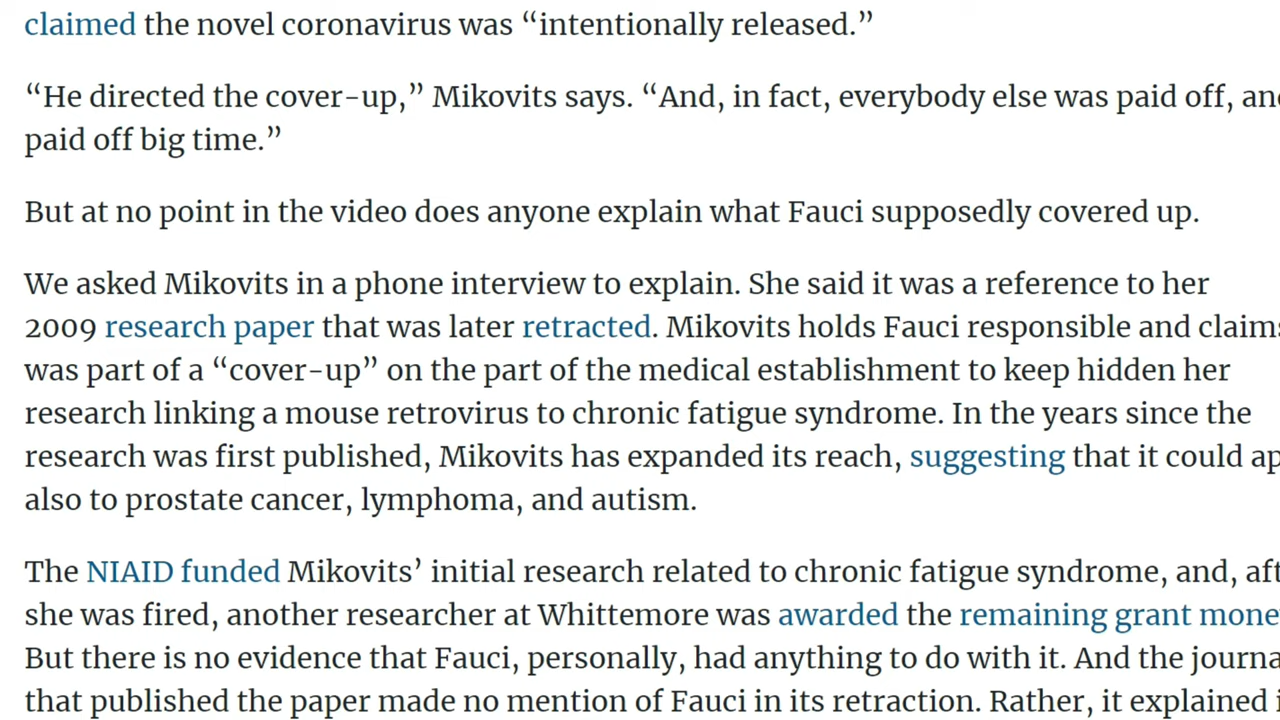 claimed the novel coronavirus was “intentionally released.”
“He directed the cover-up,” Mikovits says. “And, in fact, everybody else was paid off, and
paid off big time.”
But at no point in the video does anyone explain what Fauci supposedly covered up.
We asked Mikovits in a phone interview to explain. She said it was a reference to her
2009 research paper that was later retracted. Mikovits holds Fauci responsible and claims
was part of a “cover-up” on the part of the medical establishment to keep hidden her
research linking a mouse retrovirus to chronic fatigue syndrome. In the years since the
research was first published, Mikovits has expanded its reach, suggesting that it could
also to prostate cancer, lymphoma, and autism.
The NIAID funded Mikovits’ initial research related to chronic fatigue syndrome, and,
she was fired, another researcher at Whittemore was awarded the remaining grant
But there is no evidence that Fauci, personally, had anything to do with it. And the
that published the paper made no mention of Fauci in its retraction. Rather, it explained